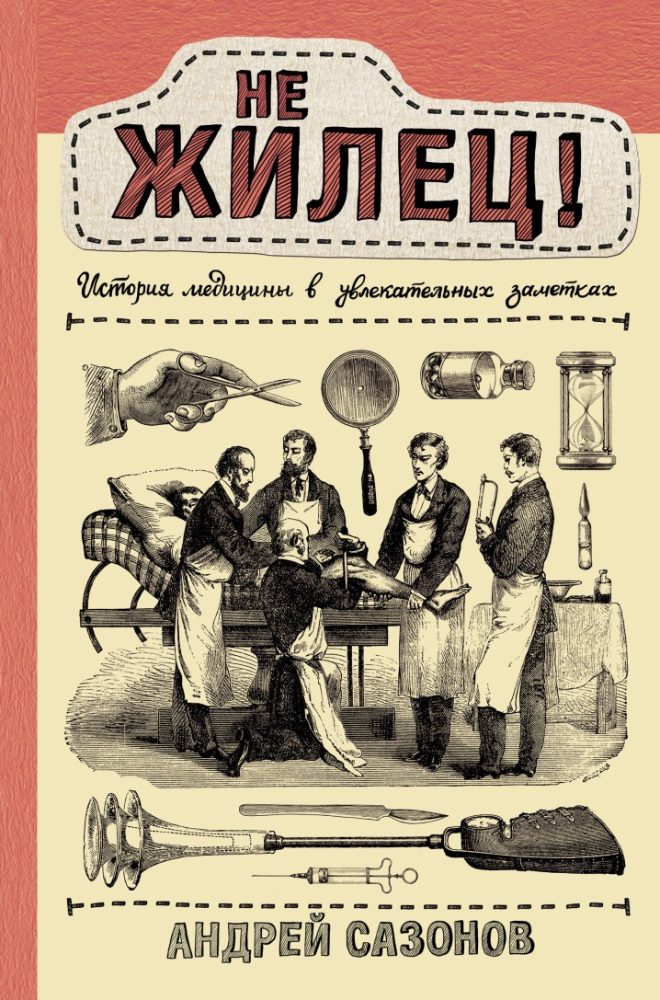 НЕ
ЖИЛЕЦ!
История медицины в увлекательных заметках
АНДРЕЙ САЗОНОВ